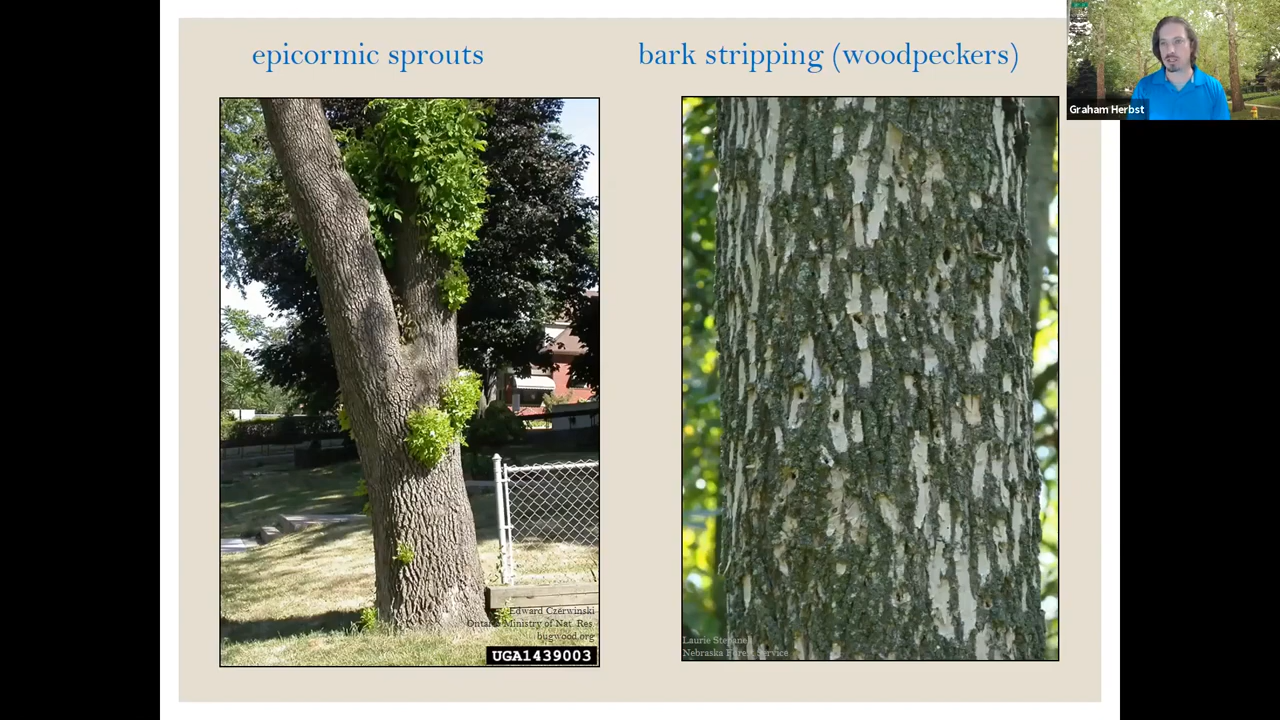 epicormic sprouts
bark stripping (woodpeckers)
Graham Herbst
Edward Czerwinski
Ontario Ministry of Nat Res
bugwood.org
UGA1439003
Laurie
Nebraska Forest Service